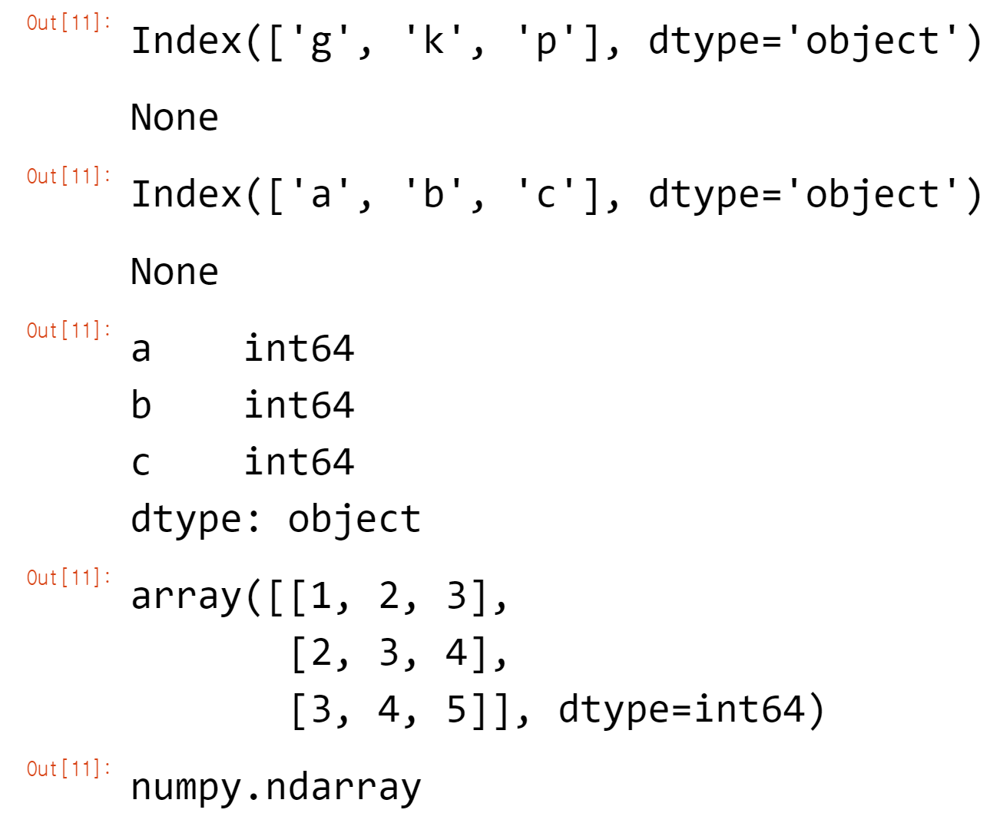 Out[11]: Index(['g', 'k', 'p'], dtype='object')
None
Out[11]: Index(['a', 'b', 'c'], dtype='object')
None
Out[11]: a    int64
b    int64
c    int64
dtype: object
Out[11]: array([[1, 2, 3],
[2, 3, 4],
[3, 4, 5]], dtype=int64)
Out[11]: numpy.ndarray